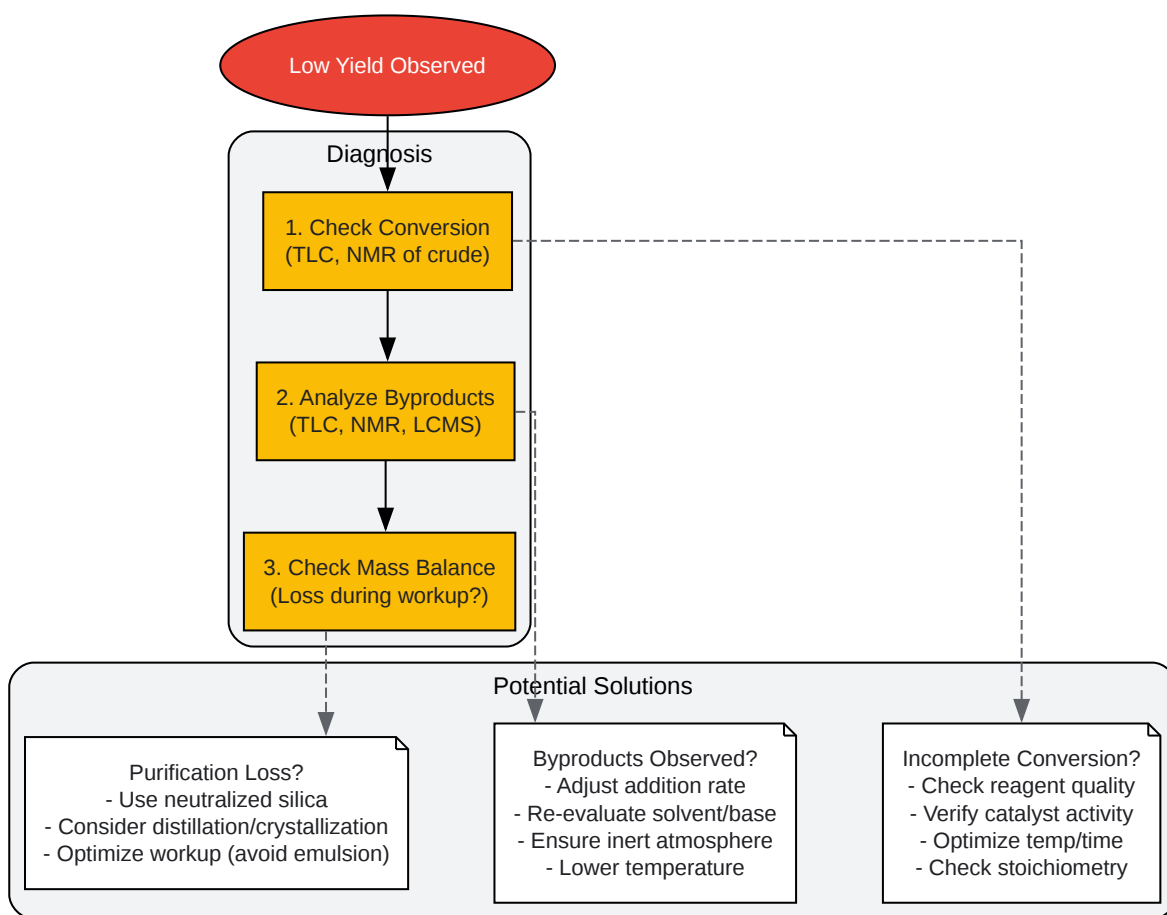 Low Yield Observed
Diagnosis
1. Check Conversion
(TLC, NMR of crude)
2. Analyze Byproducts
(TLC, NMR, LCMS)
3. Check Mass Balance
(Loss during workup?)
Potential Solutions
Purification Loss?
- Use neutralized silica
- Consider distillation/crystallization
- Optimize workup (avoid emulsion)
Byproducts Observed?
- Adjust addition rate
- Re-evaluate solvent/base
- Ensure inert atmosphere
- Lower temperature
Incomplete Conversion?
- Check reagent quality
- Verify catalyst activity
- Optimize temp/time
- Check stoichiometry